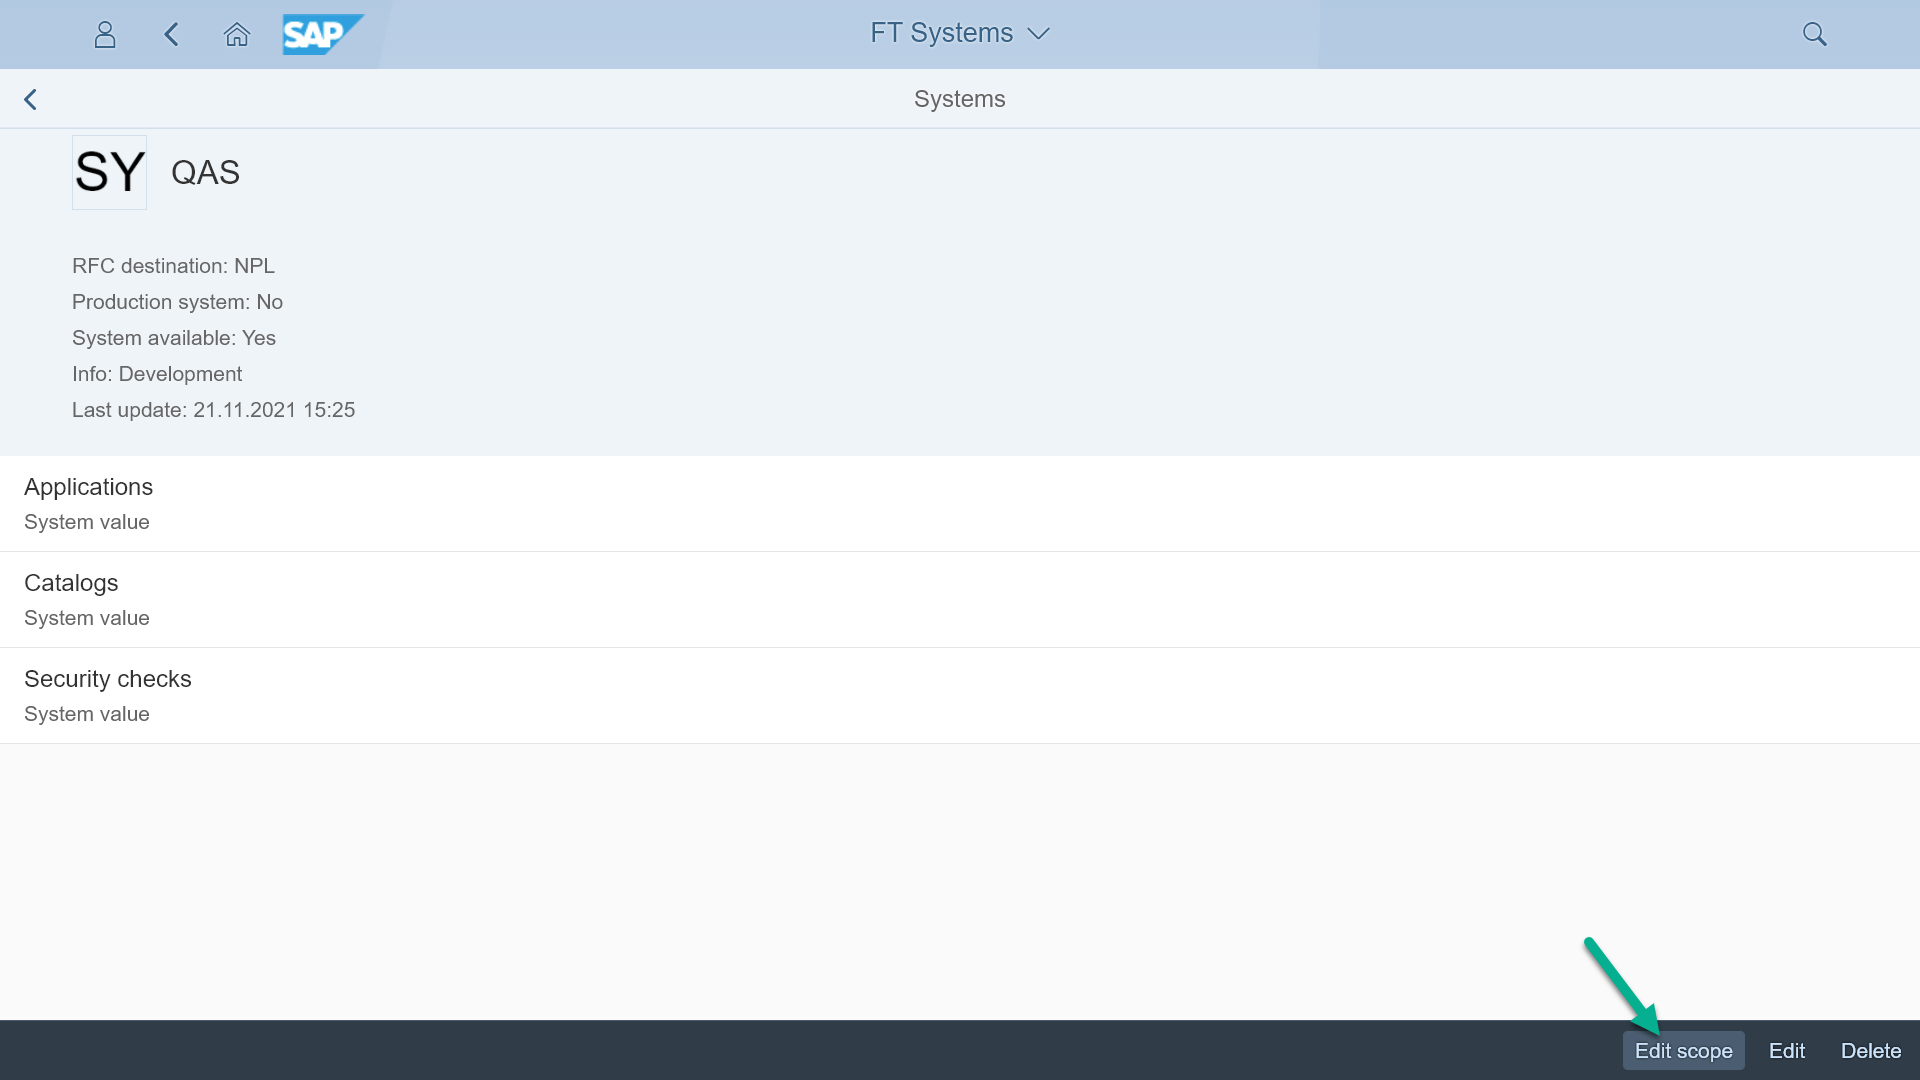 SAP
FT Systems
Systems
SY
QAS
RFC destination: NPL
Production system: No
System available: Yes
Info: Development
Last update: 21.11.2021 15:25
Applications
System value
Catalogs
System value
Security checks
System value
Edit scope
Edit
Delete